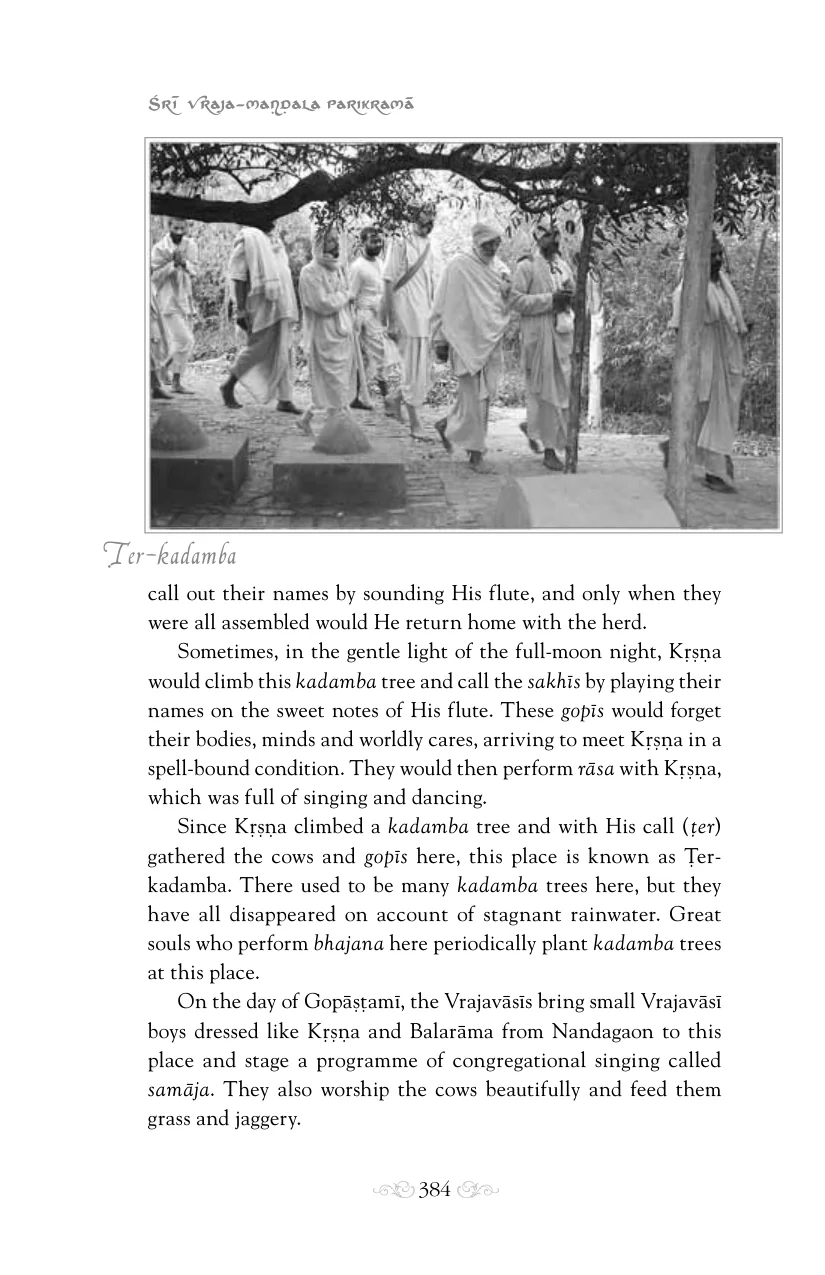 Śrī Vraja-maṇḍala Parikramā
Ter-kadamba
call out their names by sounding His flute, and only when they
were all assembled would He return home with the herd.
Sometimes, in the gentle light of the full-moon night, Kṛṣṇa
would climb this kadamba tree and call the sakhīs by playing their
names on the sweet notes of His flute. These gopīs would forget
their bodies, minds and worldly cares, arriving to meet Kṛṣṇa in a
spell-bound condition. They would then perform rāsa with Kṛṣṇa,
which was full of singing and dancing.
Since Kṛṣṇa climbed a kadamba tree and with His call (ṭer)
gathered the cows and gopīs here, this place is known as Ṭer-
kadamba. There used to be many kadamba trees here, but they
have all disappeared on account of stagnant rainwater. Great
souls who perform bhajana here periodically plant kadamba trees
at this place.
On the day of Gopāṣṭamī, the Vrajavāsīs bring small Vrajavāsī
boys dressed like Kṛṣṇa and Balarāma from Nandagaon to this
place and stage a programme of congregational singing called
samāja. They also worship the cows beautifully and feed them
grass and jaggery.
384